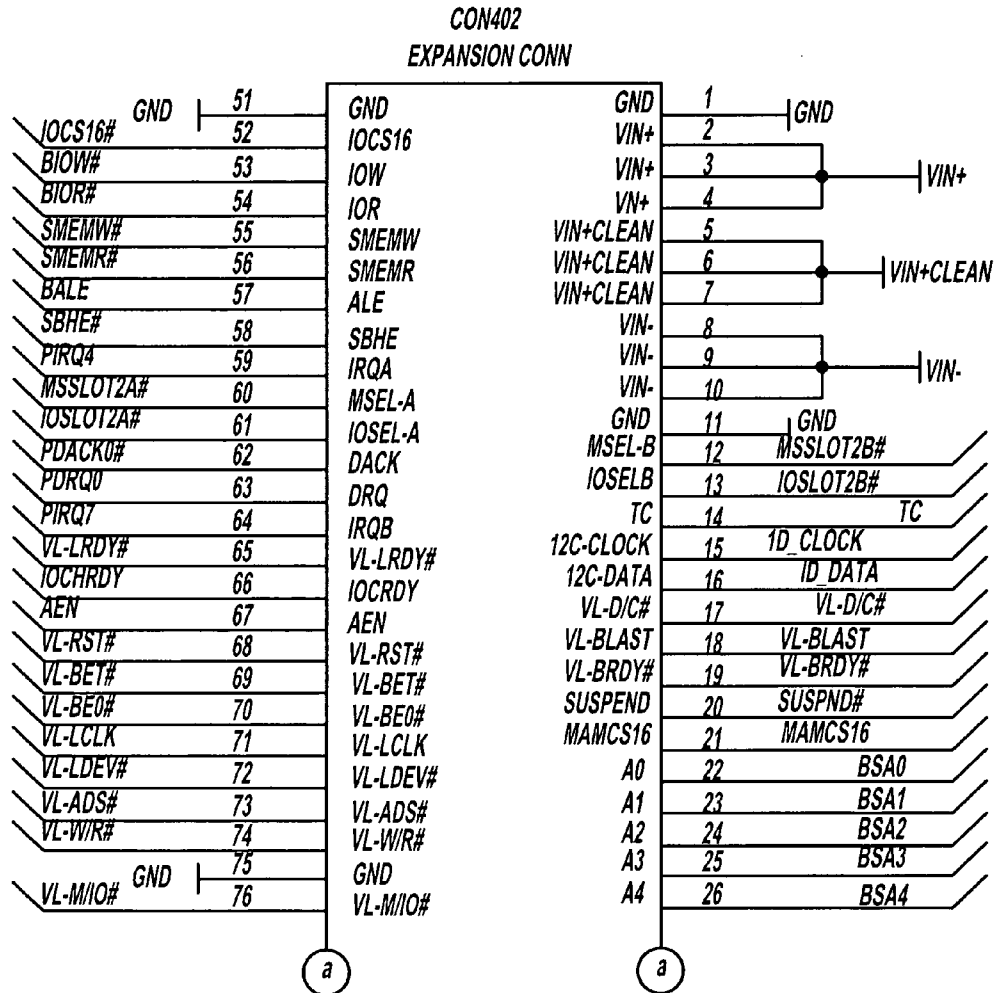 CON402
EXPANSION CONN
GND 51 GND GND 1 GND
IOCS16# 52 IOCS16 VIN+ 2
BIOW# 53 IOW VIN+ 3 VIN+
BIOR# 54 IOR VN+ 4
SMEMW# 55 SMEMW VIN+CLEAN 5
SMEMR# 56 SMEMR VIN+CLEAN 6 VIN+CLEAN
BALE 57 ALE VIN+CLEAN 7
SBHE# 58 SBHE VIN- 8
PIRQ4 59 IRQA VIN- 9 VIN-
MSSLOT2A# 60 MSEL-A VIN- 10
IOSLOT2A# 61 IOSEL-A GND 11 GND
PDACK0# 62 DACK MSEL-B 12 MSSLOT2B#
PDRQ0 63 DRQ IOSELB 13 IOSLOT2B#
PIRQ7 64 IRQB TC 14 TC
VL-LRDY# 65 VL-LRDY# 12C-CLOCK 15 1D_CLOCK
IOCHRDY 66 IOCRDY 12C-DATA 16 ID_DATA
AEN 67 AEN VL-D/C# 17 VL-D/C#
VL-RST# 68 VL-RST# VL-BLAST 18 VL-BLAST
VL-BET# 69 VL-BET# VL-BRDY# 19 VL-BRDY#
VL-BE0# 70 VL-BE0# SUSPEND 20 SUSPND#
VL-LCLK 71 VL-LCLK MAMCS16 21 MAMCS16
VL-LDEV# 72 VL-LDEV# A0 22 BSA0
VL-ADS# 73 VL-ADS# A1 23 BSA1
VL-W/R# 74 VL-W/R# A2 24 BSA2
GND 75 GND A3 25 BSA3
VL-M/IO# 76 VL-M/IO# A4 26 BSA4
a a